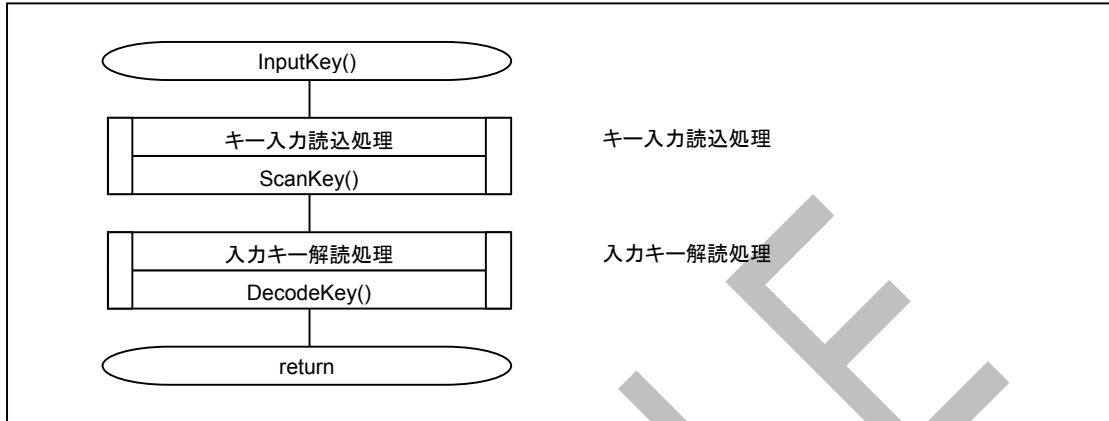 InputKey()
キー入力読込処理 キー入力読込処理
ScanKey()
入力キー解読処理 入力キー解読処理
DecodeKey()
return